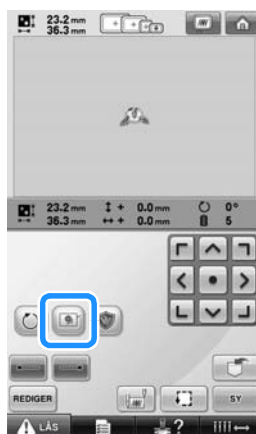 23.2 mm
36.3 mm
23.2 mm + 0.0 mm 0°
36.3 mm + 0.0 mm 5
REDIGER SY
LÅS ?